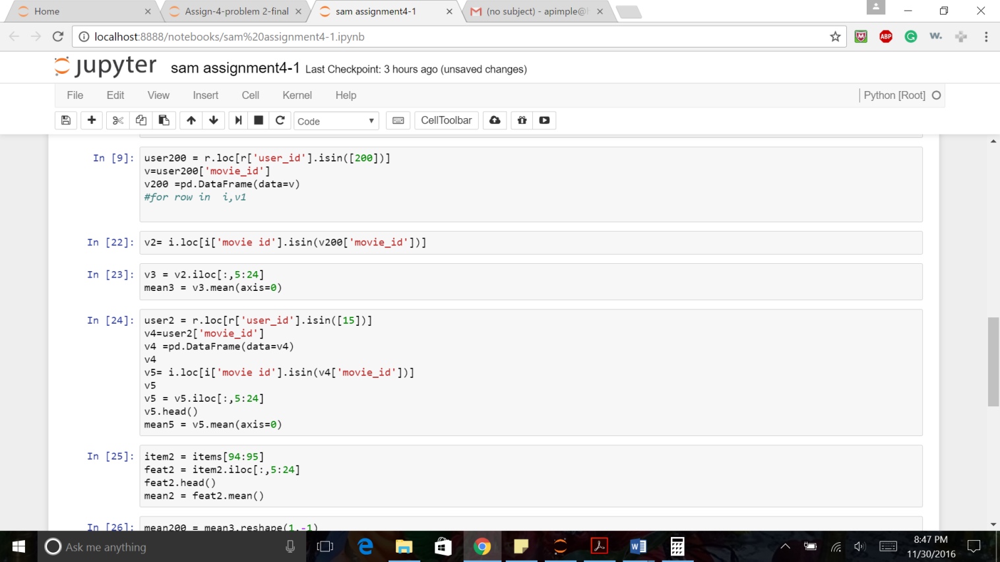 Home
Assign-4-problem 2-final
sam assignment4-1
(no subject) - apimple@
localhost:8888/notebooks/sam%20assignment4-1.ipynb
ABP
G
w.
jupyter sam assignment4-1 Last Checkpoint: 3 hours ago (unsaved changes)
File Edit View Insert Cell Kernel Help Python [Root]
Code CellToolbar
In [9]: user200 = r.loc[r['user_id'].isin([200])]
v=user200['movie_id']
v200 =pd.DataFrame(data=v)
#for row in  i,v1
In [22]: v2= i.loc[i['movie id'].isin(v200['movie_id'])]
In [23]: v3 = v2.iloc[:,5:24]
mean3 = v3.mean(axis=0)
In [24]: user2 = r.loc[r['user_id'].isin([15])]
v4=user2['movie_id']
v4 =pd.DataFrame(data=v4)
v4
v5= i.loc[i['movie id'].isin(v4['movie_id'])]
v5
v5 = v5.iloc[:,5:24]
v5.head()
mean5 = v5.mean(axis=0)
In [25]: item2 = items[94:95]
feat2 = item2.iloc[:,5:24]
feat2.head()
mean2 = feat2.mean()
In [26]: mean200 = mean3.reshape(1,-1)
Ask me anything
8:47 PM
11/30/2016